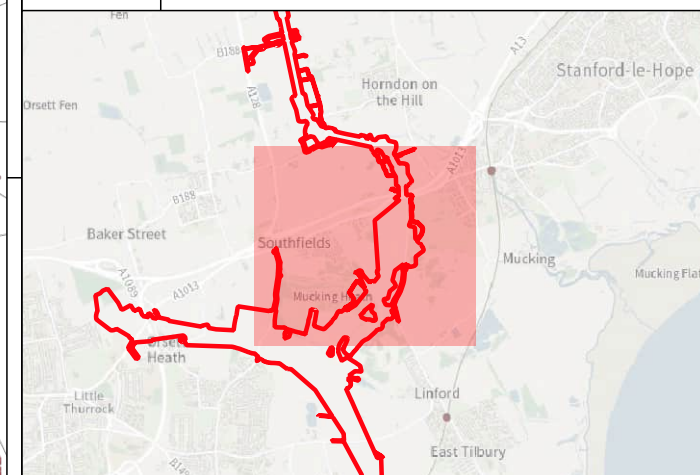 Fen
A13
B188
Stanford-le-Hope
Horndon on
the Hill
A128
Orsett Fen
A1013
B188
Baker Street
Southfields
Mucking
Mucking Flat
A1089
A1013
Mucking Heath
Orsett
Heath
Linford
Little
Thurrock
East Tilbury